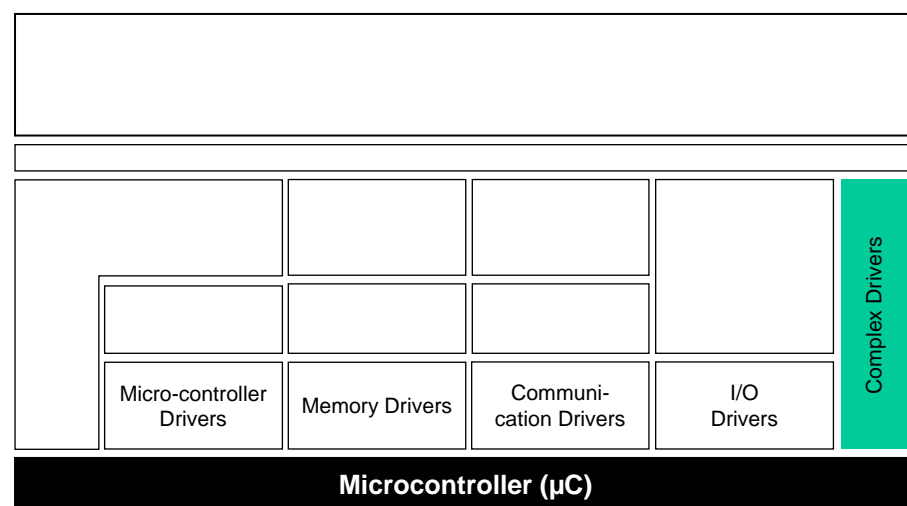 Complex Drivers
Micro-controller
Drivers
Memory Drivers
Communi-
cation Drivers
I/O
Drivers
Microcontroller (µC)